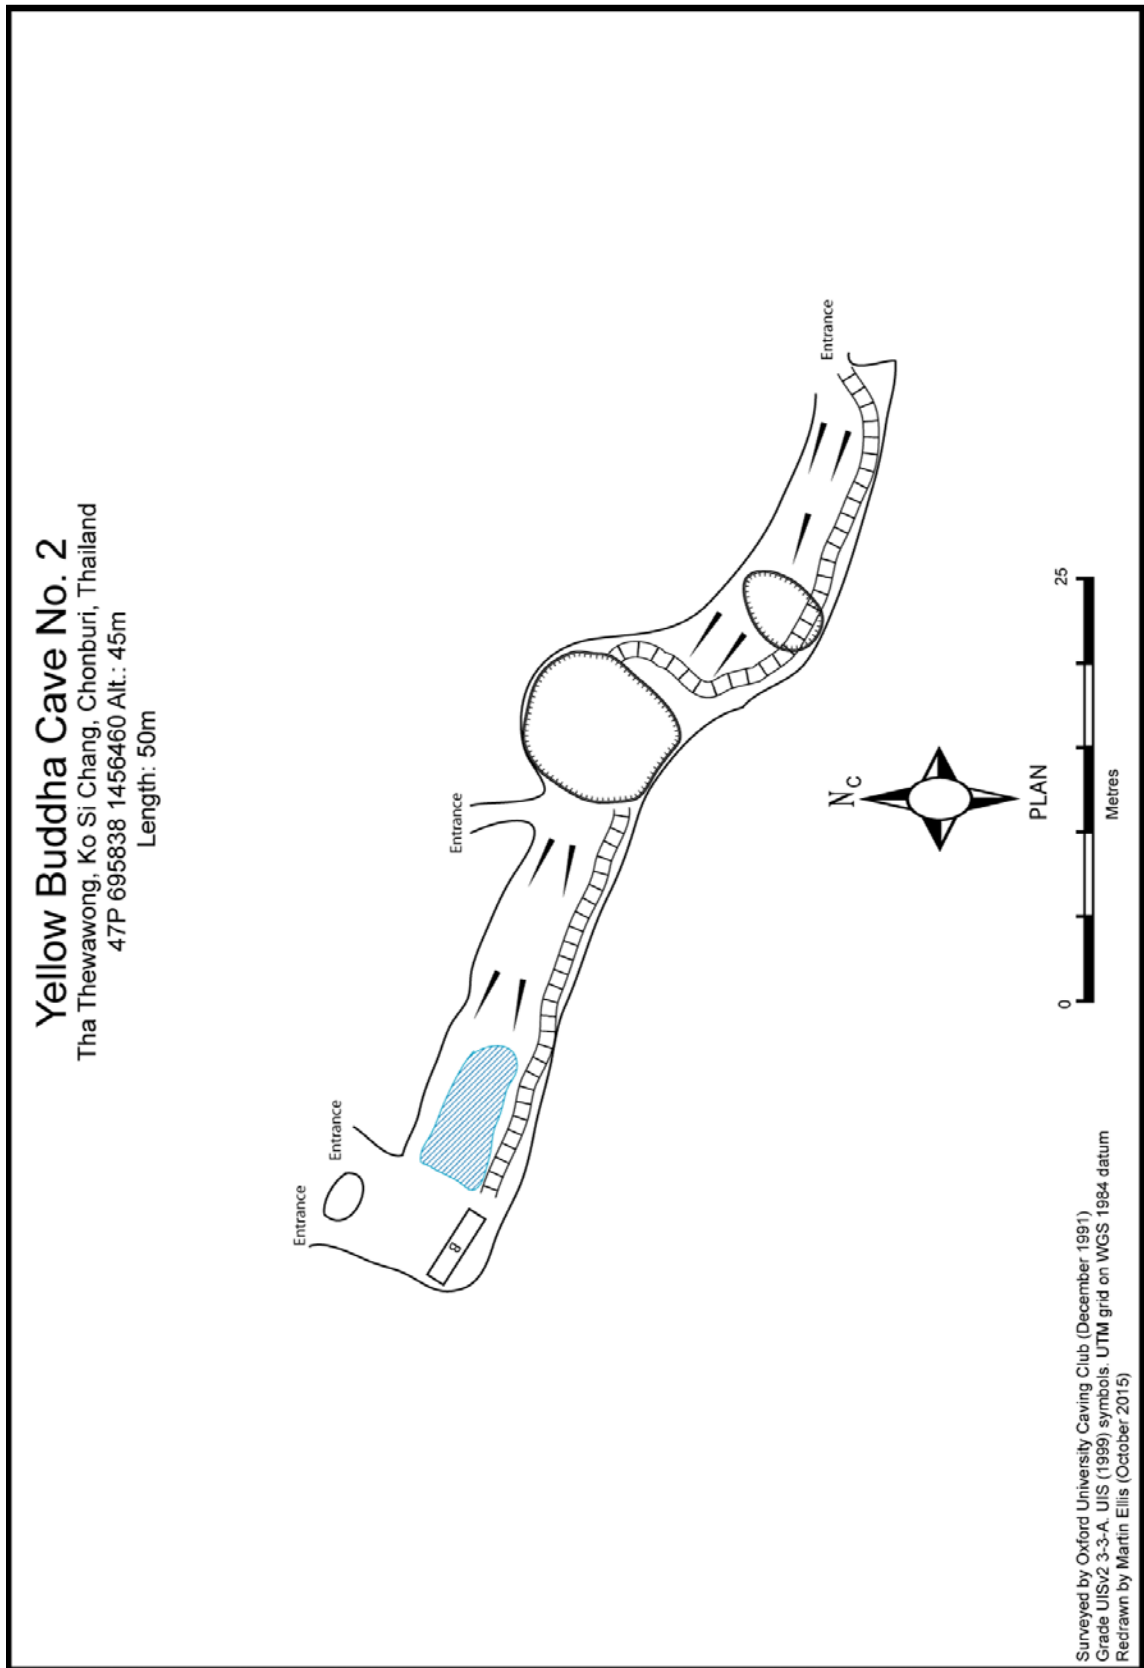 Yellow Buddha Cave No. 2
Tha Thewawong, Ko Si Chang, Chonburi, Thailand
47P 695838 1456460 Alt.: 45m
Length: 50m
Entrance
Entrance
Entrance
Entrance
8
NC
PLAN
0
25
Metres
Surveyed by Oxford University Caving Club (December 1991)
Grade UISv2 3-3-A. UIS (1999) symbols. UTM grid on WGS 1984 datum
Redrawn by Martin Ellis (October 2015)